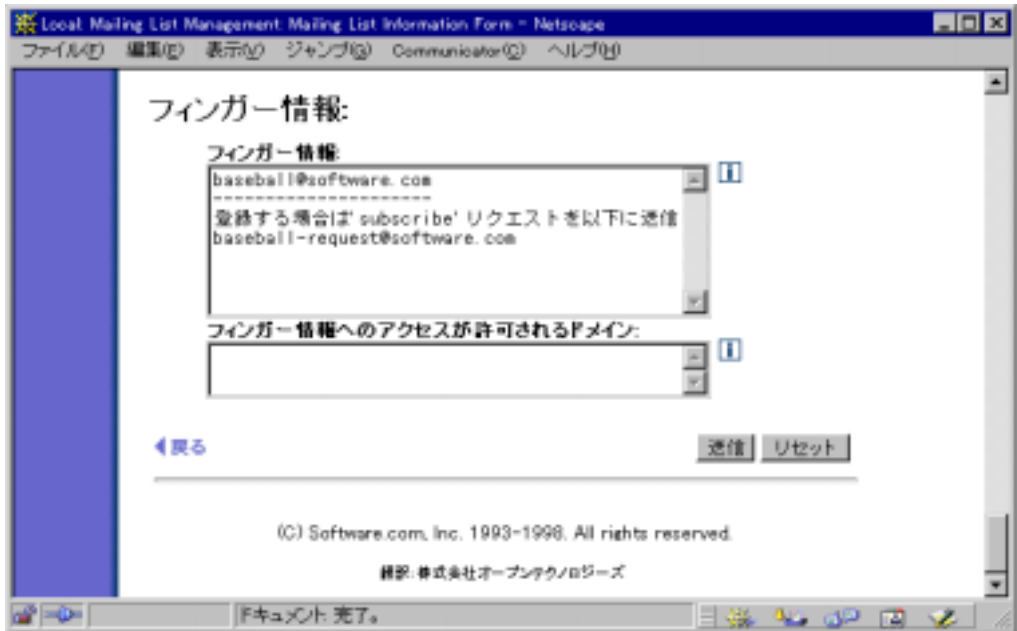 Local Mailing List Management: Mailing List Information Form - Netscape
ファイル(F) 編集(E) 表示(V) ジャンプ(G) Communicator(C) ヘルプ(H)
フィンガー情報:
フィンガー情報:
baseball@software.com
---------------------
登録する場合は'subscribe'リクエストを以下に送信
baseball-request@software.com
フィンガー情報へのアクセスが許可されるドメイン:
戻る
送信 リセット
(C) Software.com, Inc. 1993-1998. All rights reserved.
翻訳:株式会社オープンテクノロジーズ
ドキュメント: 完了。